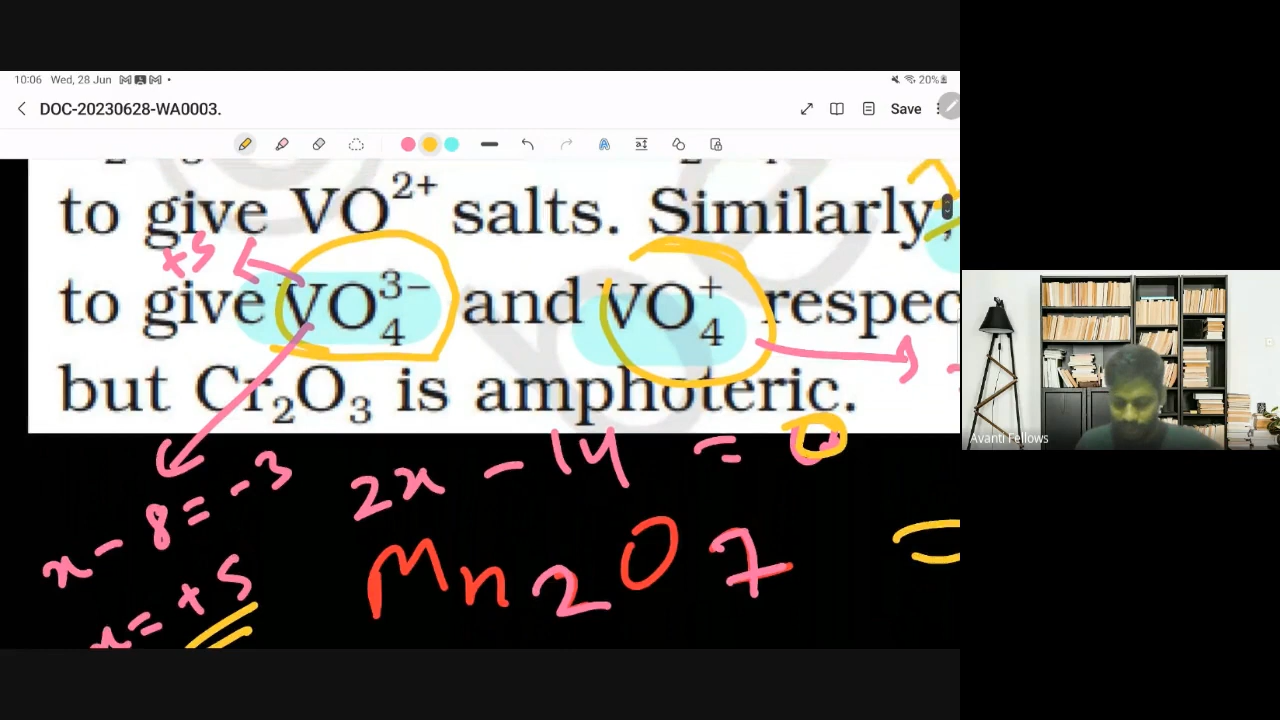 10:06 Wed, 28 Jun
20%
DOC-20230628-WA0003.
Save
to give VO2+ salts. Similarly,
+5
to give VO43- and VO4+ respec
but Cr2O3 is amphoteric.
Avanti Fellows
2x - 14 = 0
x - 8 = -3
Mn2O7
x = +5